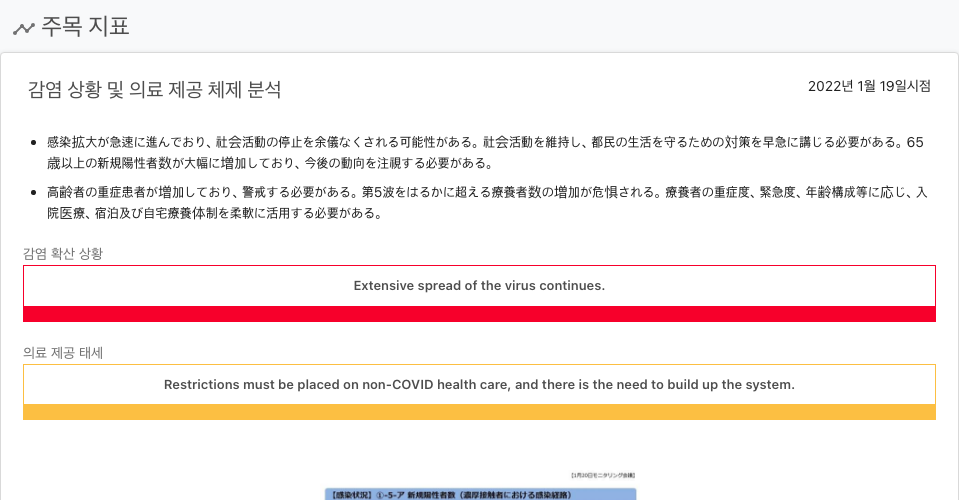 주목 지표
감염 상황 및 의료 제공 체제 분석
2022년 1월 19일시점
感染拡大が急速に進んでおり、社会活動の停止を余儀なくされる可能性がある。社会活動を維持し、都民の生活を守るための対策を早急に講じる必要がある。65
歳以上の新規陽性者数が大幅に増加しており、今後の動向を注視する必要がある。
高齢者の重症患者が増加しており、警戒する必要がある。第5波をはるかに超える療養者数の増加が危惧される。療養者の重症度、緊急度、年齢構成等に応じ、入
院医療、宿泊及び自宅療養体制を柔軟に活用する必要がある。
감염 확산 상황
Extensive spread of the virus continues.
의료 제공 태세
Restrictions must be placed on non-COVID health care, and there is the need to build up the system.
【1月20日モニタリング会議】
【感染状況】①-5-ア 新規陽性者数（濃厚接触者における感染経路）